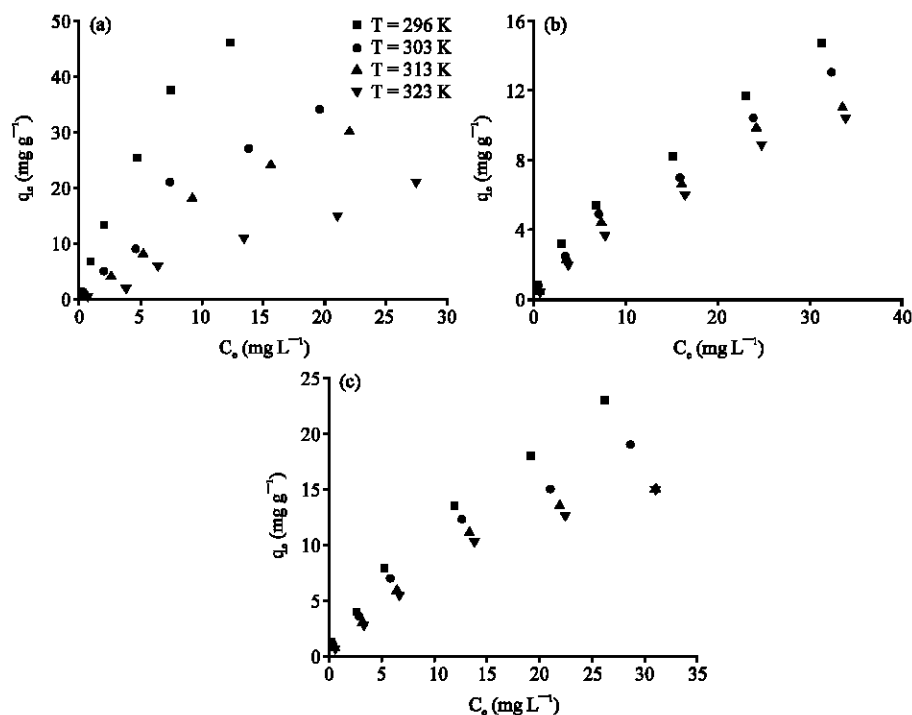 (a)
T = 296 K
T = 303 K
T = 313 K
T = 323 K
50
40
30
20
10
0
qₑ (mg g⁻¹)
0 5 10 15 20 25 30
Cₑ (mg L⁻¹)
(b)
16
12
8
4
0
qₑ (mg g⁻¹)
0 10 20 30 40
Cₑ (mg L⁻¹)
(c)
25
20
15
10
5
0
qₑ (mg g⁻¹)
0 5 10 15 20 25 30 35
Cₑ (mg L⁻¹)